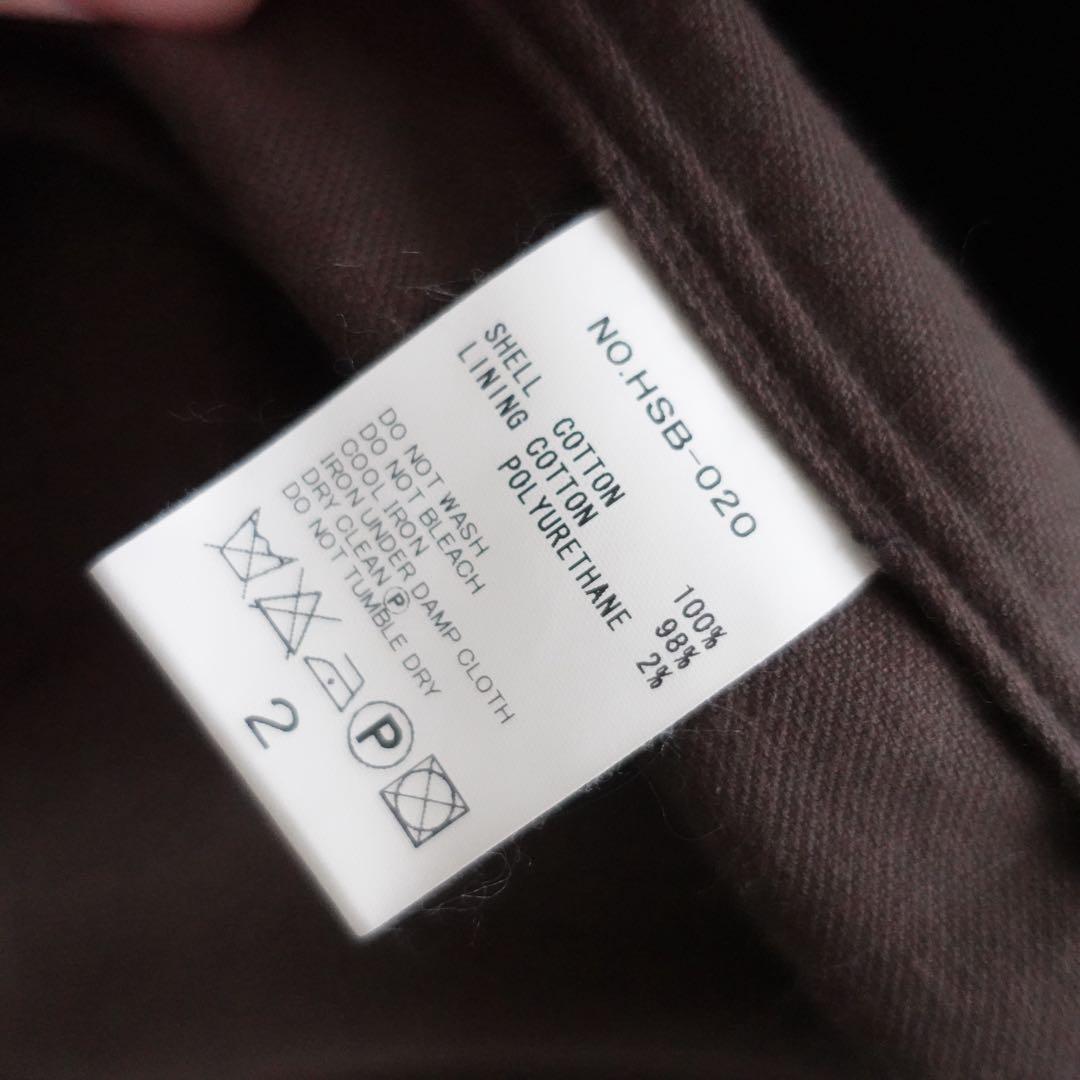 NO.HSB-020
SHELL COTTON 100%
LINING COTTON 98%
POLYURETHANE 2%
DO NOT WASH
DO NOT BLEACH
COOL IRON
IRON UNDER DAMP CLOTH
DRY CLEAN Ⓟ
DO NOT TUMBLE DRY
P
2